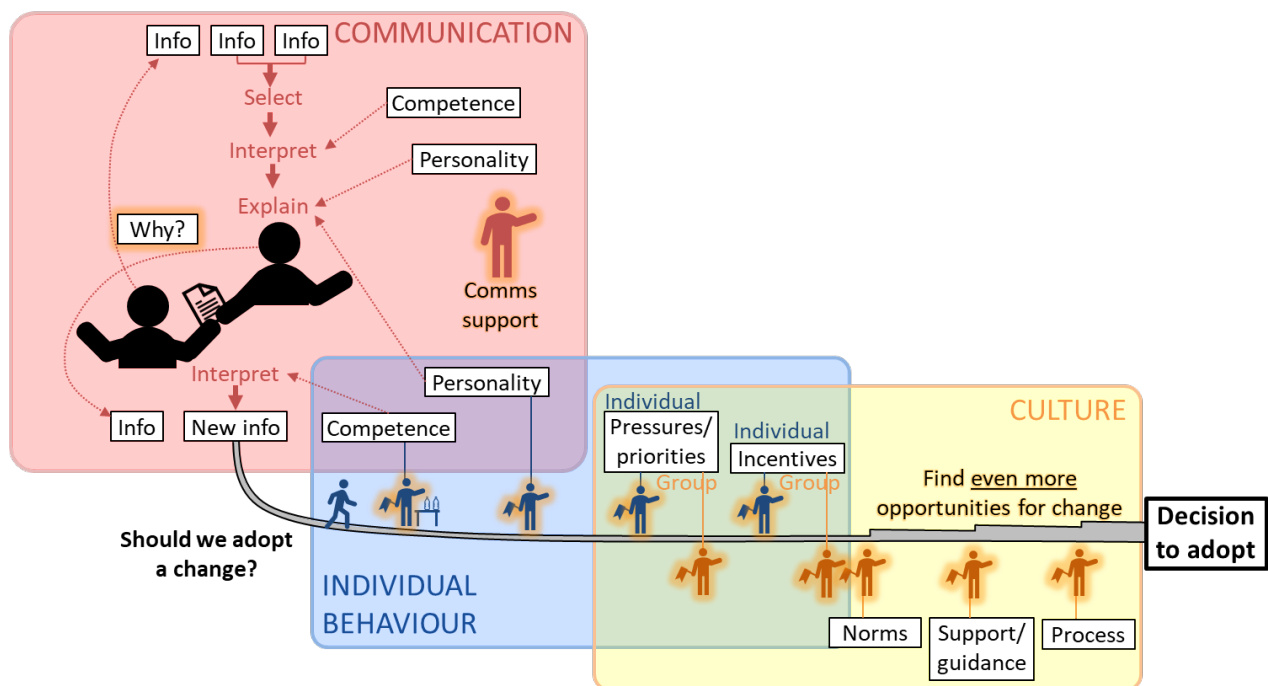 COMMUNICATION
Info
Info
Info
Select
Competence
Interpret
Personality
Explain
Why?
Comms
support
Interpret
Personality
Info
New info
Competence
Individual
Pressures/
priorities
Group
Individual
Incentives
Group
CULTURE
Find even more
opportunities for change
Should we adopt
a change?
Decision
to adopt
INDIVIDUAL
BEHAVIOUR
Norms
Support/
guidance
Process